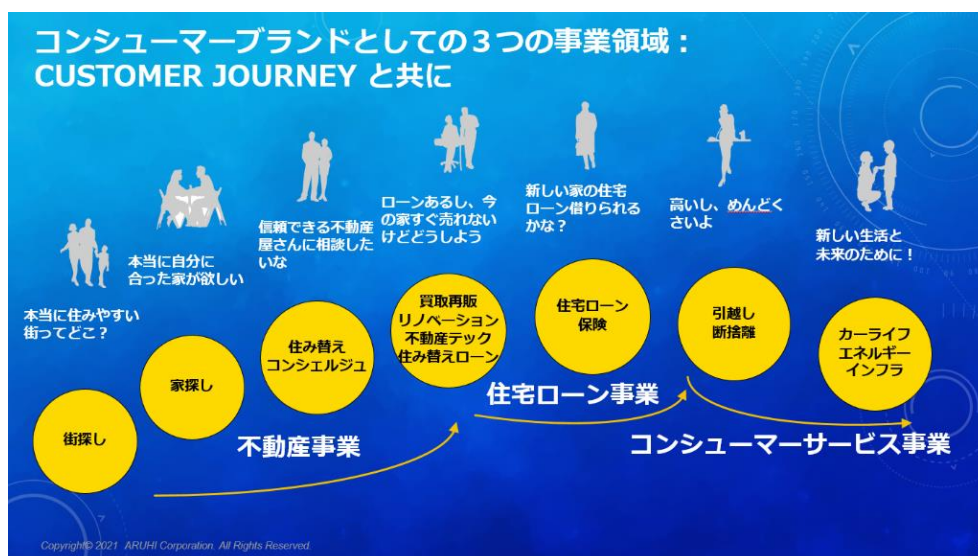 コンシューマーブランドとしての３つの事業領域：
CUSTOMER JOURNEY と共に
本当に住みやすい
街ってどこ？
本当に自分に
合った家が欲しい
信頼できる不動産
屋さんに相談した
いな
ローンあるし、今
の家すぐ売れない
けどどうしよう
新しい家の住宅
ローン借りられる
かな？
高いし、めんどく
さいよ
新しい生活と
未来のために！
街探し
家探し
住み替え
コンシェルジュ
買取再販
リノベーション
不動産テック
住み替えローン
住宅ローン
保険
引越し
断捨離
カーライフ
エネルギー
インフラ
不動産事業
住宅ローン事業
コンシューマーサービス事業
Copyright© 2021 ARUHI Corporation. All Rights Reserved.